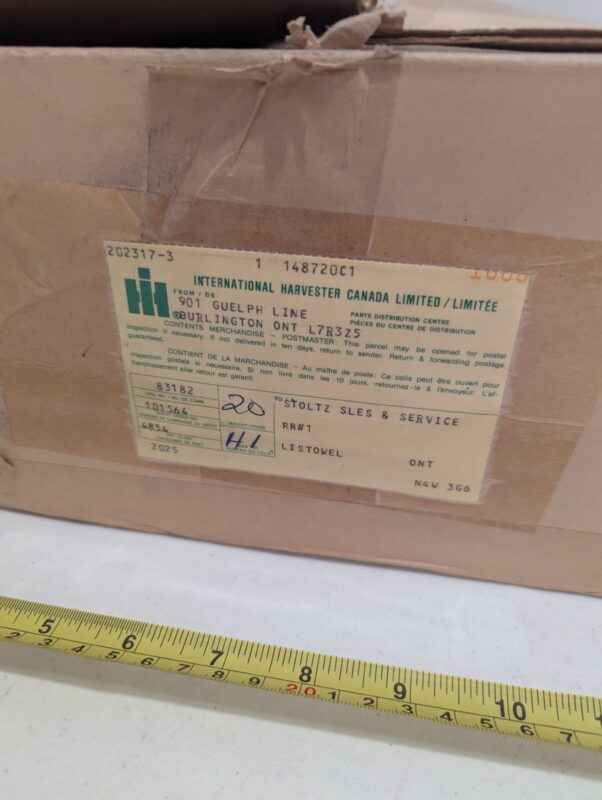 202317-3
1 148720C1
INTERNATIONAL HARVESTER CANADA LIMITED/LIMITÉE
FROM / DE
901 GUELPH LINE
BURLINGTON ONT L7R3Z5
PARTS DISTRIBUTION CENTRE
PIÈCES DU CENTRE DE DISTRIBUTION
CONTENTS MERCHANDISE – POSTMASTER: This parcel may be opened for postal
inspection if necessary. If not delivered in ten days, return to sender. Return & forwarding postage
guaranteed.
CONTENU DE LA MARCHANDISE – Au maître de poste: Ce colis peut être ouvert pour
inspection postale si nécessaire. Si non livré dans les 10 jours, retournez-le à l'envoyeur. L'af-
franchissement aller retour est garanti.
83182
101564
4854
2025
20
H1
TO STOLTZ SLES & SERVICE
RR#1
LISTOWEL ONT
N4W 3G0
5 6 7 8 9 10
2 3 4 5 6 7 8 9 20 1 2 3 4 5 6 7